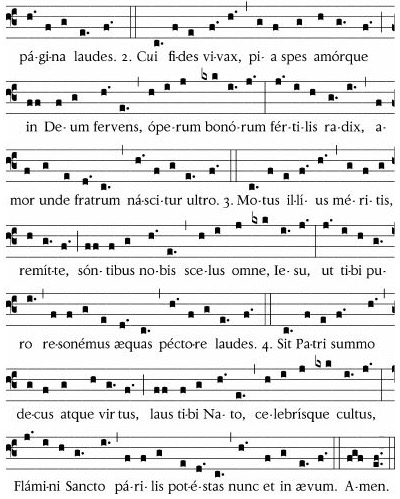 pá-gi-na laudes. 2. Cui fi-des vi-vax, pi- a spes amórque
in De- um fervens, ópe-rum bonó-rum fér-ti-lis ra-dix, a-
mor unde fratrum ná-sci-tur ultro. 3. Mo-tus il-lí- us mé-ri-tis,
remít-te, són-tibus no-bis sce-lus omne, Ie-su, ut ti-bi pu-
ro re-sonémus æquas pécto-re laudes. 4. Sit Pa-tri summo
de-cus atque vir-tus, laus ti-bi Na-to, ce-lebrísque cultus,
Flámi-ni Sancto pá-ri-lis pot-éstas nunc et in ævum. A-men.